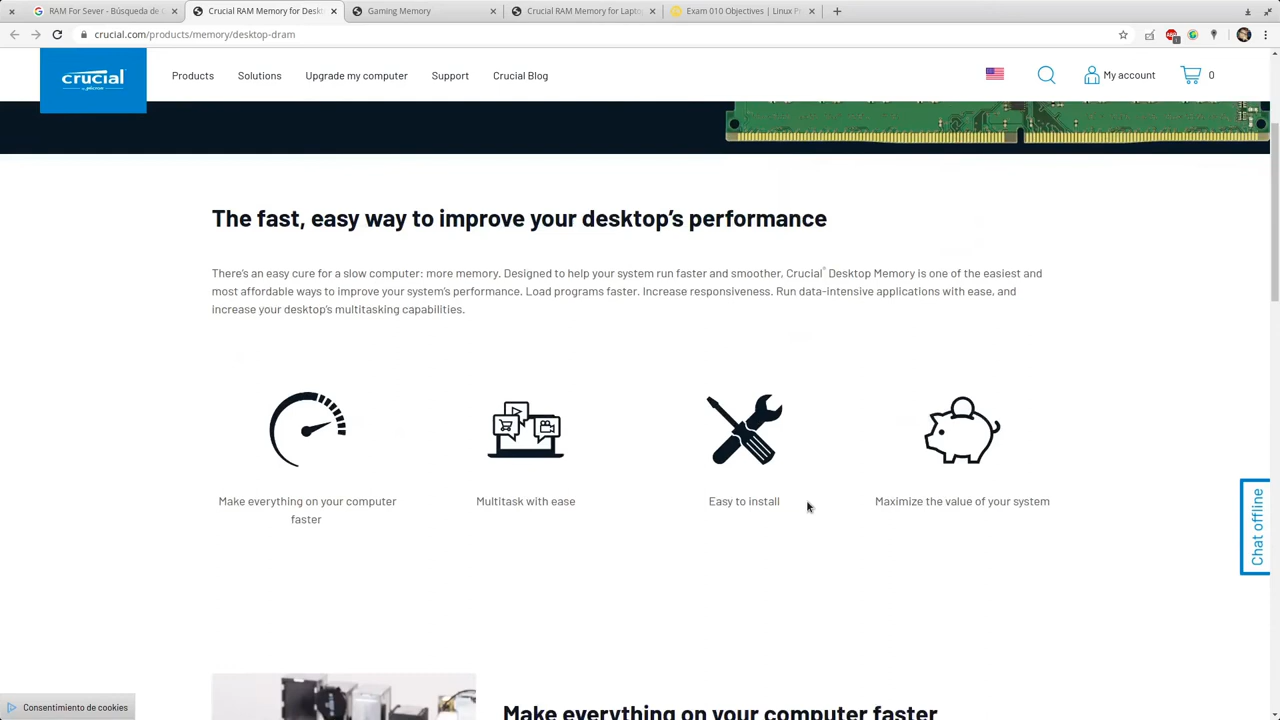 RAM For Sever - Búsqueda de G
Crucial RAM Memory for Deskt
Gaming Memory
Crucial RAM Memory for Lapto
Exam 010 Objectives | Linux Pr
crucial.com/products/memory/desktop-dram
crucial
by Micron
Products
Solutions
Upgrade my computer
Support
Crucial Blog
My account
0
The fast, easy way to improve your desktop's performance
There's an easy cure for a slow computer: more memory. Designed to help your system run faster and smoother, Crucial® Desktop Memory is one of the easiest and
most affordable ways to improve your system's performance. Load programs faster. Increase responsiveness. Run data-intensive applications with ease, and
increase your desktop's multitasking capabilities.
Make everything on your computer
faster
Multitask with ease
Easy to install
Maximize the value of your system
Chat offline
Make everything on your computer faster
Consentimiento de cookies